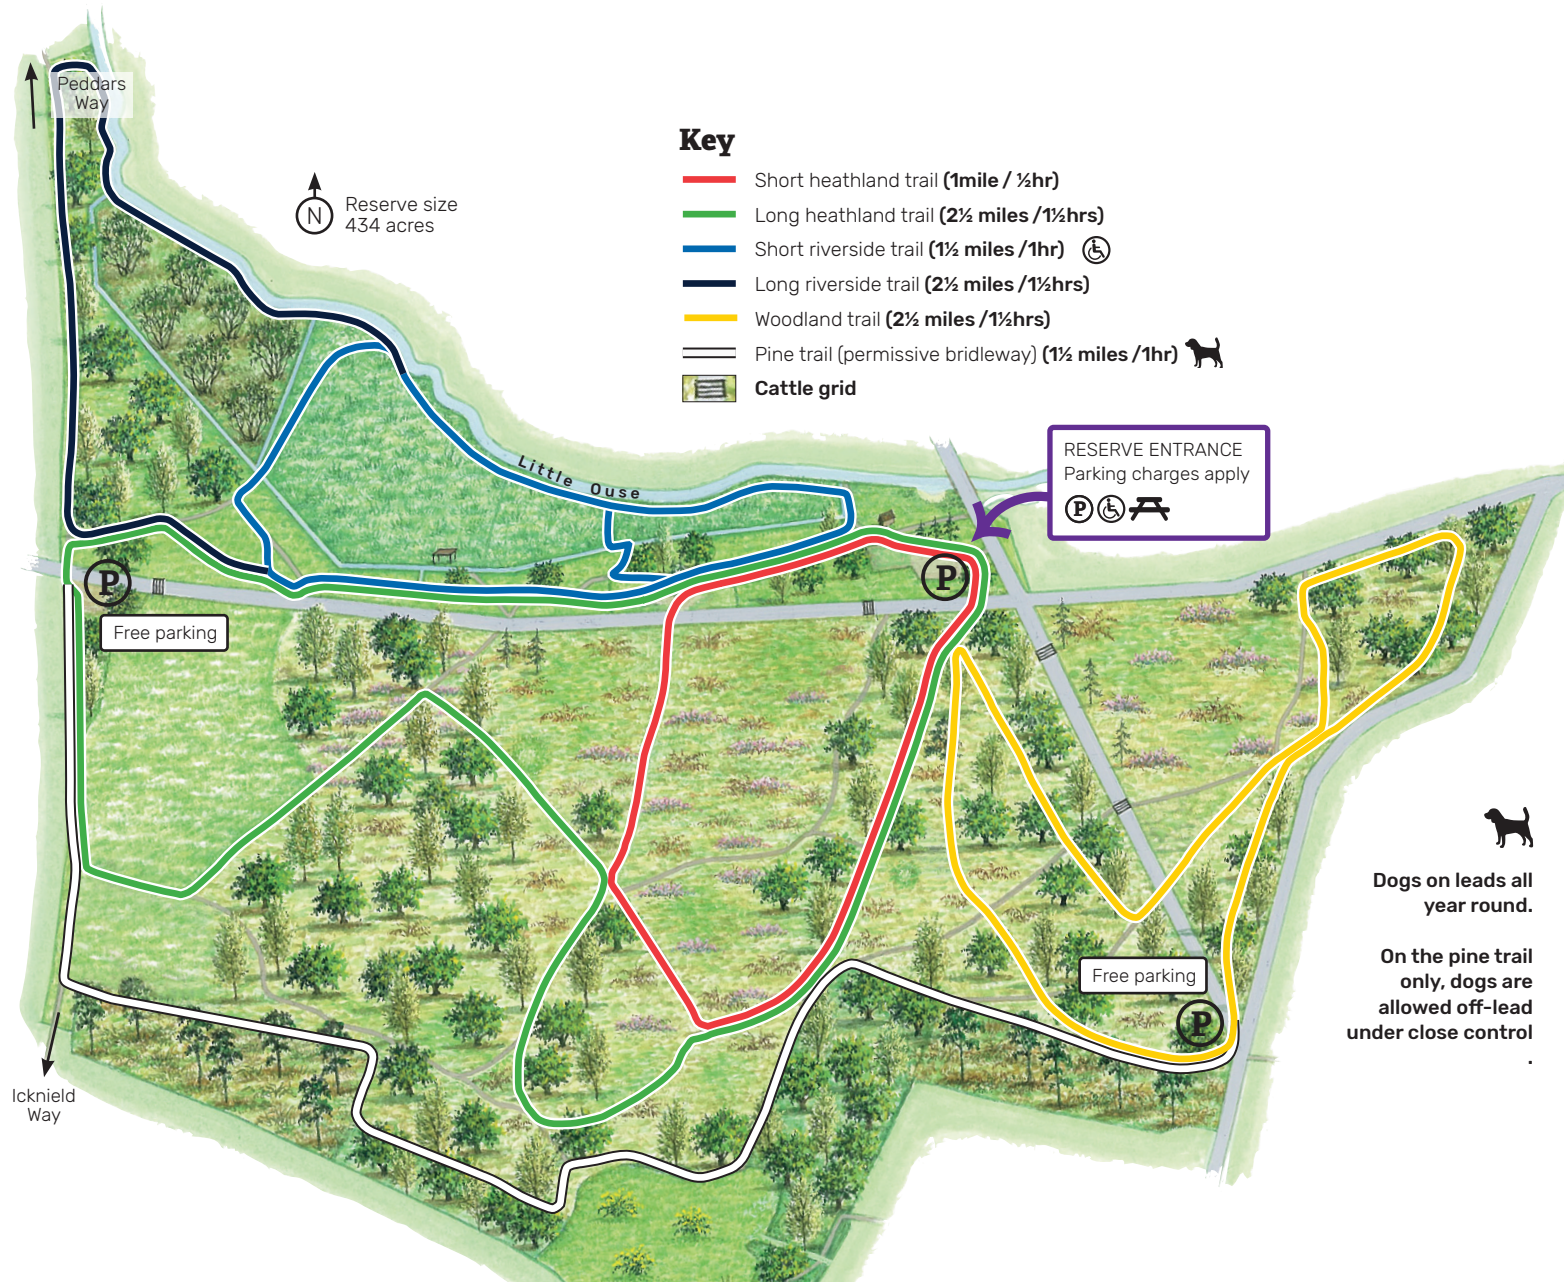 Peddars
Way
N
Reserve size
434 acres
Key
Short heathland trail (1mile / ½hr)
Long heathland trail (2½ miles /1½hrs)
Short riverside trail (1½ miles /1hr)
Long riverside trail (2½ miles /1½hrs)
Woodland trail (2½ miles /1½hrs)
Pine trail (permissive bridleway) (1½ miles /1hr)
Cattle grid
RESERVE ENTRANCE
Parking charges apply
P
Little Ouse
P
P
Free parking
Dogs on leads all
year round.
On the pine trail
only, dogs are
allowed off-lead
under close control
.
Free parking
P
Icknield
Way